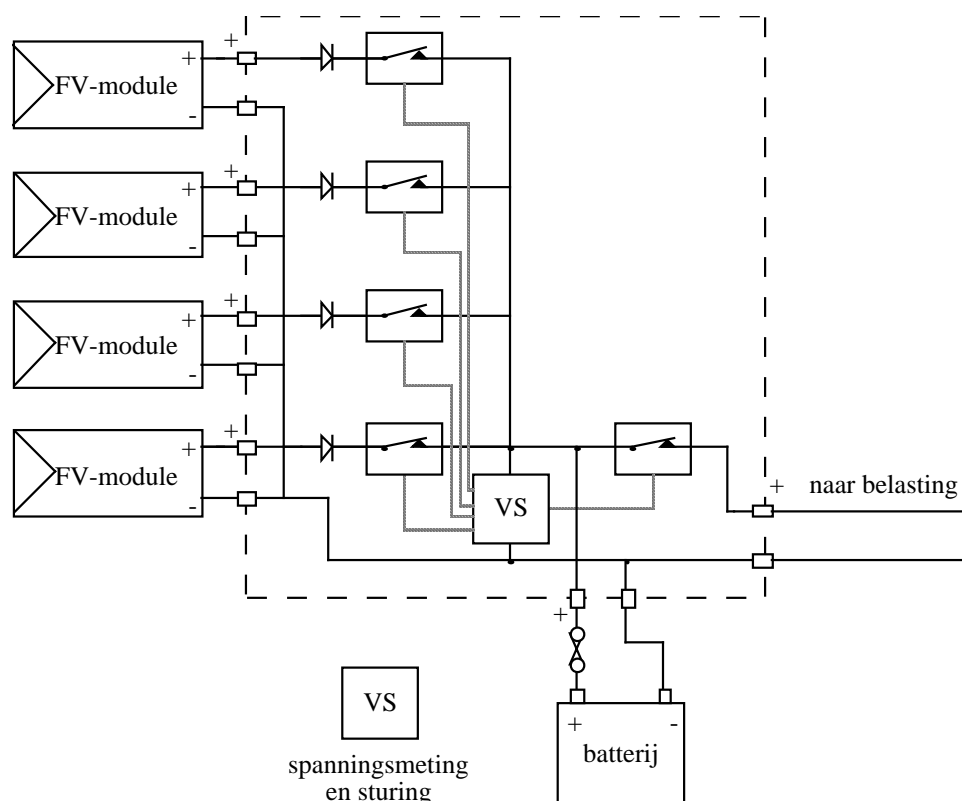 +
+
FV-module
-
+
+
FV-module
-
+
+
FV-module
-
+
+
FV-module
-
VS
+ naar belasting
+
VS
+ -
batterij
spanningsmeting
en sturing